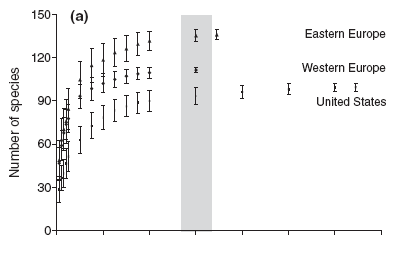 (a)
150
Eastern Europe
120
Western Europe
90
United States
60
30
0
Number of species